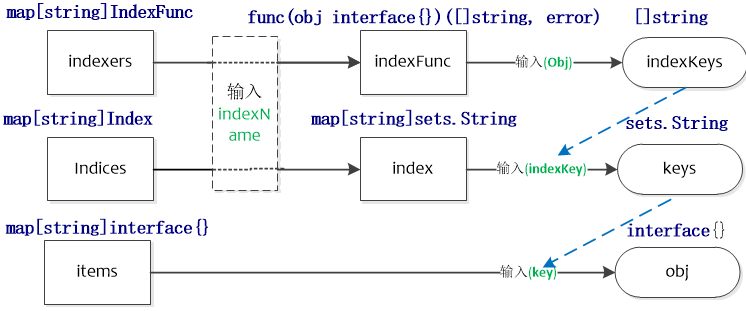 map[string]IndexFunc
func(obj interface{})([]string, error)
[]string
indexers
indexFunc
输入(Obj)
indexKeys
输入
indexN
ame
map[string]Index
map[string]sets.String
sets.String
Indices
index
输入(indexKey)
keys
map[string]interface{}
interface{}
items
输入(key)
obj